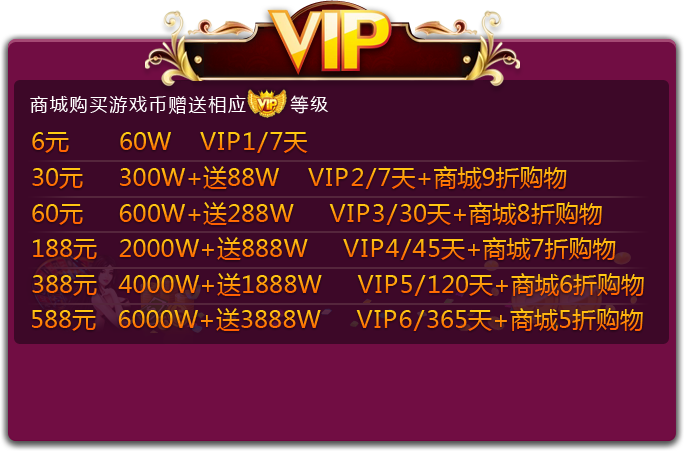 VIP
商城购买游戏币赠送相应VIP等级
6元 60W VIP1/7天
30元 300W+送88W VIP2/7天+商城9折购物
60元 600W+送288W VIP3/30天+商城8折购物
188元 2000W+送888W VIP4/45天+商城7折购物
388元 4000W+送1888W VIP5/120天+商城6折购物
588元 6000W+送3888W VIP6/365天+商城5折购物